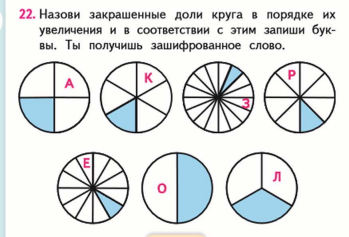 22. Назови закрашенные доли круга в порядке их
увеличения и в соответствии с этим запиши бук-
вы. Ты получишь зашифрованное слово.
А К З Р
Е О Л